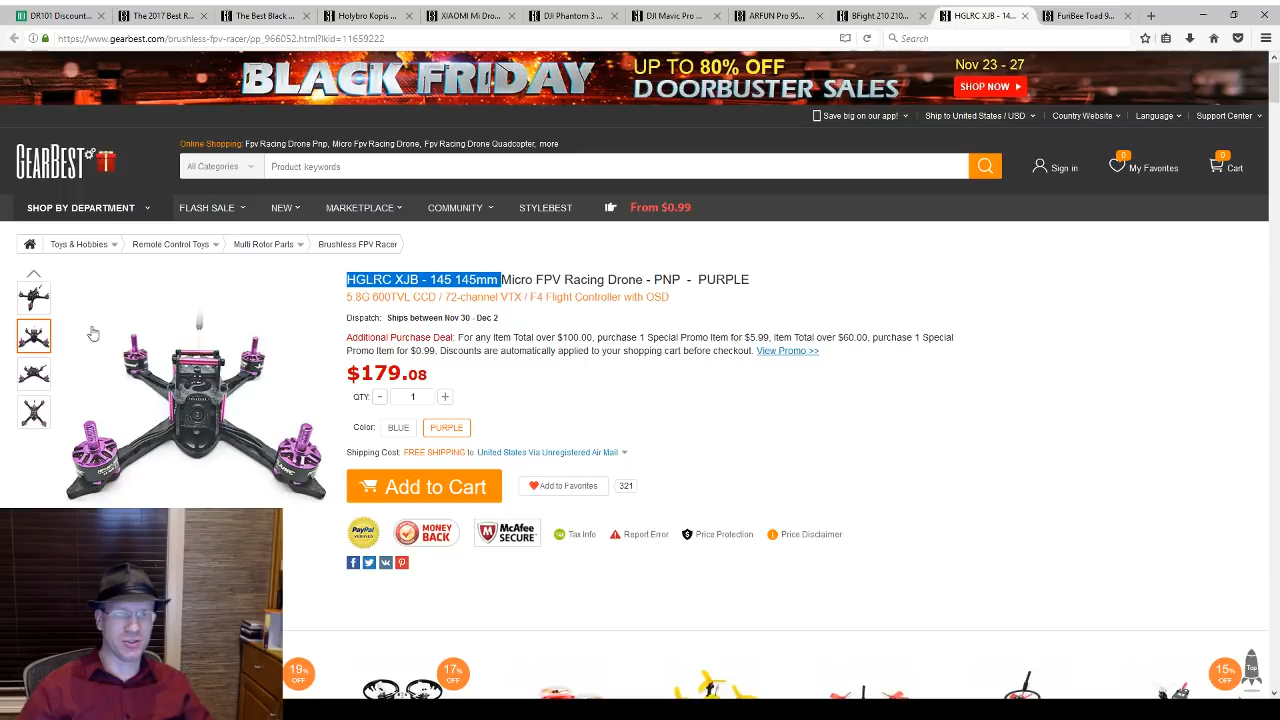 DR101 Discount...
The 2017 Best R...
The Best Black ...
Holybro Kopis ...
XIAOMI Mi Dro...
DJI Phantom 3 ...
DJI Mavic Pro ...
ARFUN Pro 95...
BFight 210 210...
HGLRC XJB - 14...
FuriBee Toad 9...
https://www.gearbest.com/brushless-fpv-racer/pp_966052.html?lkid=11659222
Search
BLACK FRIDAY
UP TO 80% OFF
DOORBUSTER SALES
Nov 23 - 27
SHOP NOW
Save big on our app!
Ship to United States / USD
Country Website
Language
Support Center
GEARBEST
Online Shopping: Fpv Racing Drone Pnp, Micro Fpv Racing Drone, Fpv Racing Drone Quadcopter, more
All Categories
Product keywords
Sign in
0
My Favorites
0
Cart
SHOP BY DEPARTMENT
FLASH SALE
NEW
MARKETPLACE
COMMUNITY
STYLEBEST
From $0.99
Toys & Hobbies
Remote Control Toys
Multi Rotor Parts
Brushless FPV Racer
HGLRC XJB - 145 145mm Micro FPV Racing Drone - PNP - PURPLE
5.8G 600TVL CCD / 72-channel VTX / F4 Flight Controller with OSD
Dispatch: Ships between Nov 30 - Dec 2
Additional Purchase Deal: For any Item Total over $100.00, purchase 1 Special Promo Item for $5.99, Item Total over $60.00, purchase 1 Special
Promo Item for $0.99, Discounts are automatically applied to your shopping cart before checkout. View Promo >>
$179.08
QTY: - 1 +
Color: BLUE PURPLE
Shipping Cost: FREE SHIPPING to United States Via Unregistered Air Mail
Add to Cart
Add to Favorites
321
PayPal
VERIFIED
MONEY
BACK
McAfee
SECURE
Tax Info
Report Error
Price Protection
Price Disclaimer
19%
OFF
17%
OFF
15%
OFF
Top